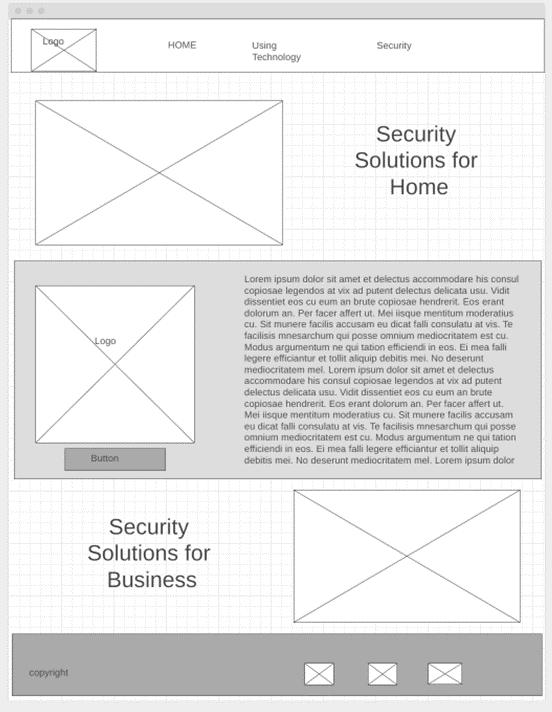 Logo
HOME
Using
Technology
Security
Security
Solutions for
Home
Lorem ipsum dolor sit amet et delectus accommodare his consul
copiosae legendos at vix ad putent delectus delicata usu. Vidit
dissentiet eos cu eum an brute copiosae hendrerit. Eos erant
dolorum an. Per facer affert ut. Mei iisque mentitum moderatius
cu. Sit munere facilis accusam eu dicat falli consulatu at vis. Te
facilisis mnesarchum qui posse omnium mediocritatem est cu.
Modus argumentum ne qui tation efficiendi in eos. Ei mea falli
legere efficiantur et tollit aliquip debitis mei. No deserunt
mediocritatem mel. Lorem ipsum dolor sit amet et delectus
accommodare his consul copiosae legendos at vix ad putent
delectus delicata usu. Vidit dissentiet eos cu eum an brute
copiosae hendrerit. Eos erant dolorum an. Per facer affert ut.
Mei iisque mentitum moderatius cu. Sit munere facilis accusam
eu dicat falli consulatu at vis. Te facilisis mnesarchum qui posse
omnium mediocritatem est cu. Modus argumentum ne qui tation
efficiendi in eos. Ei mea falli legere efficiantur et tollit aliquip
debitis mei. No deserunt mediocritatem mel. Lorem ipsum dolor
Logo
Button
Security
Solutions for
Business
copyright